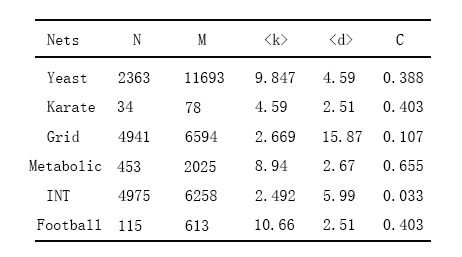 Nets N M <k> <d> C
Yeast 2363 11693 9.847 4.59 0.388
Karate 34 78 4.59 2.51 0.403
Grid 4941 6594 2.669 15.87 0.107
Metabolic 453 2025 8.94 2.67 0.655
INT 4975 6258 2.492 5.99 0.033
Football 115 613 10.66 2.51 0.403